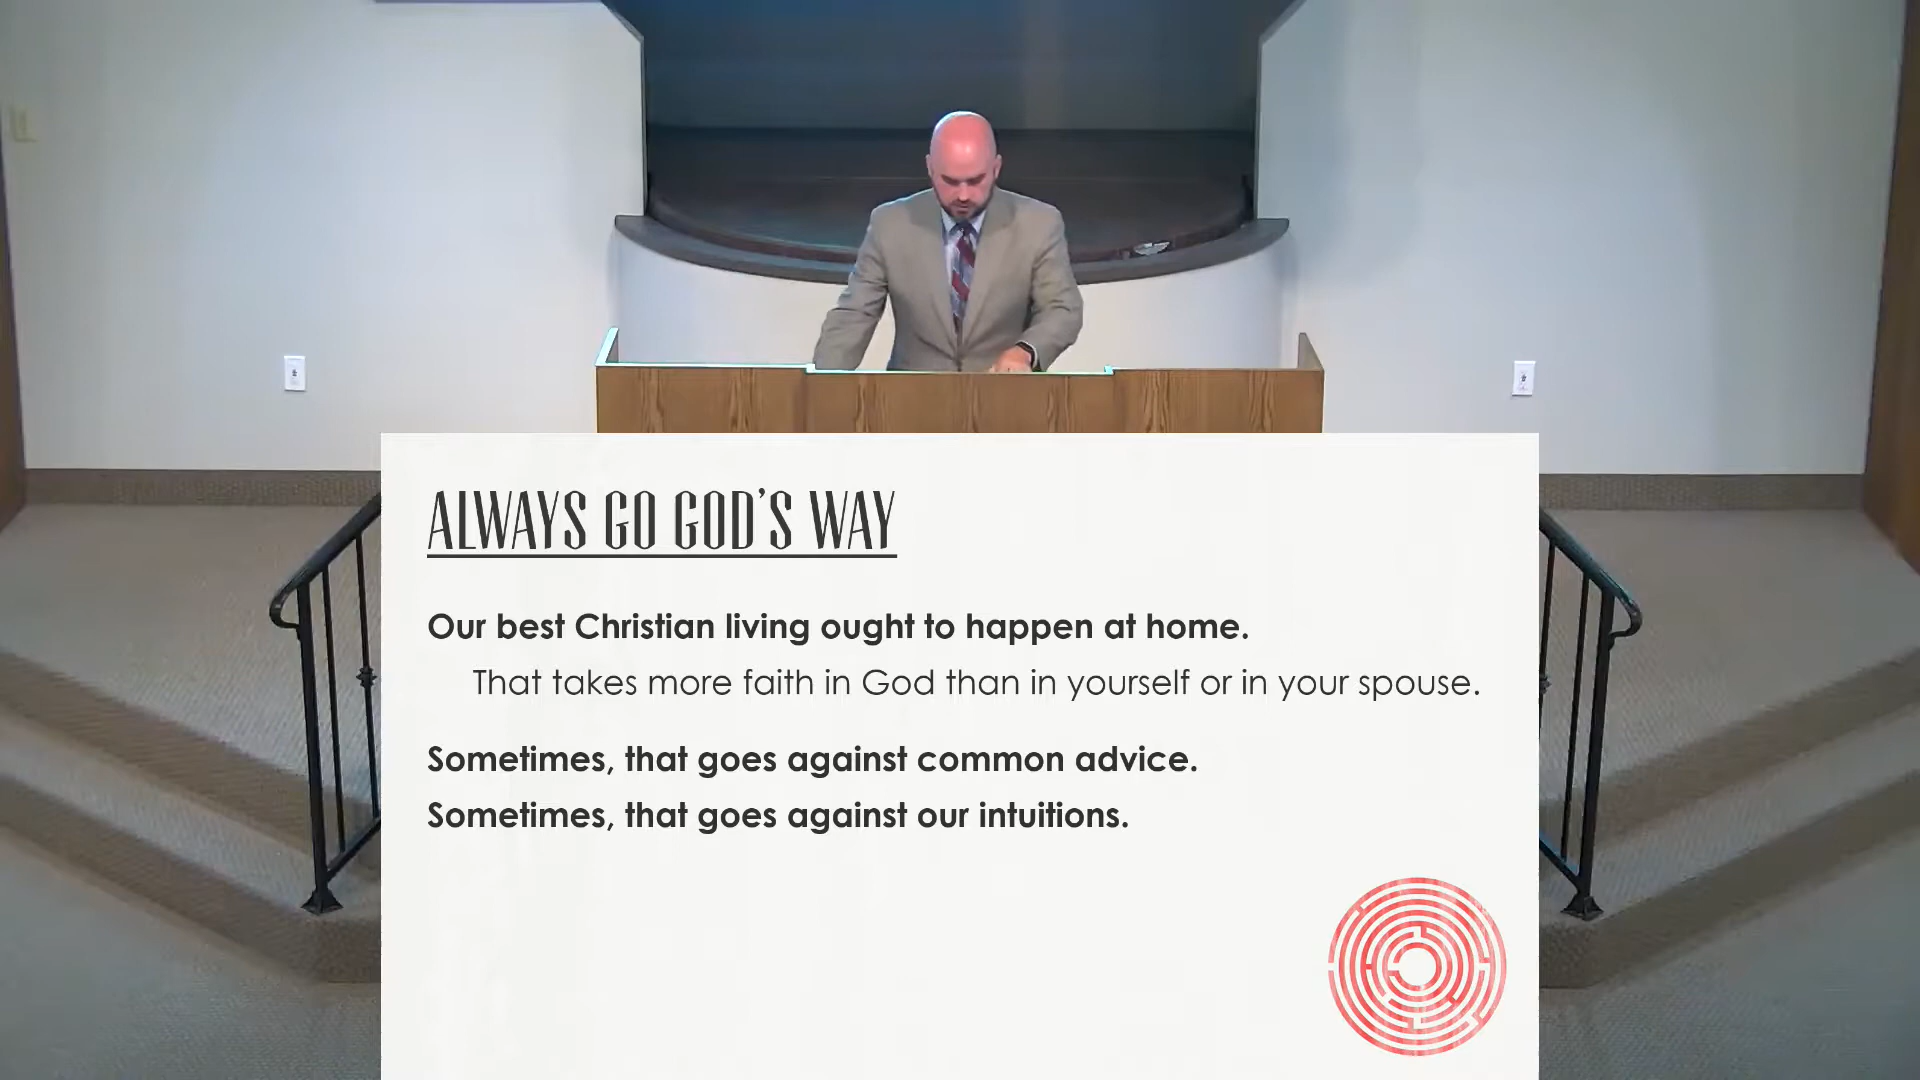 ALWAYS GO GOD'S WAY
Our best Christian living ought to happen at home.
That takes more faith in God than in yourself or in your spouse.
Sometimes, that goes against common advice.
Sometimes, that goes against our intuitions.